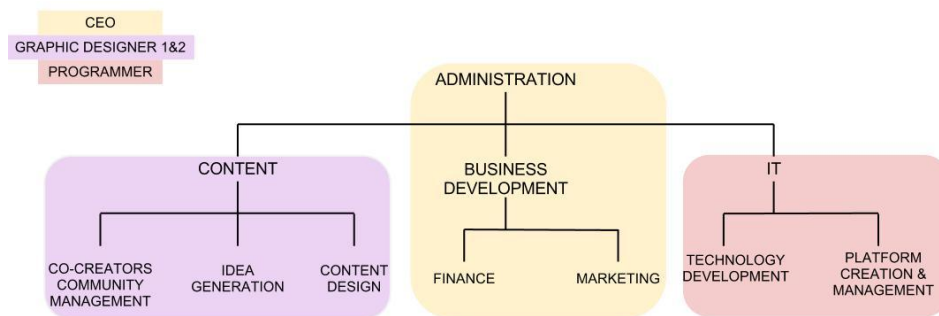 CEO
GRAPHIC DESIGNER 1&2
PROGRAMMER
ADMINISTRATION
CONTENT
BUSINESS
DEVELOPMENT
IT
CO-CREATORS
COMMUNITY
MANAGEMENT
IDEA
GENERATION
CONTENT
DESIGN
FINANCE
MARKETING
TECHNOLOGY
DEVELOPMENT
PLATFORM
CREATION &
MANAGEMENT